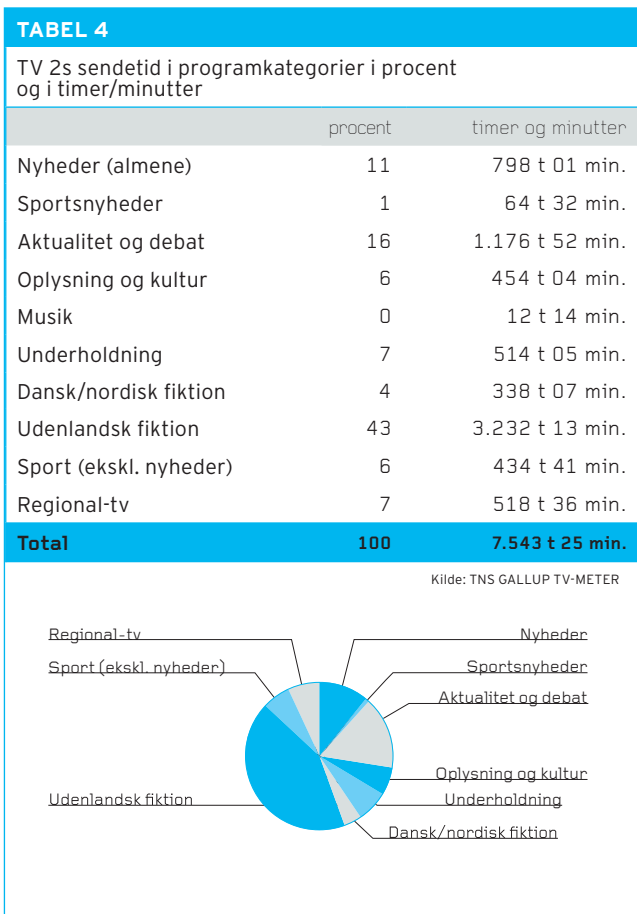 TABEL 4
TV 2s sendetid i programkategorier i procent
og i timer/minutter
procent timer og minutter
Nyheder (almene) 11 798 t 01 min.
Sportsnyheder 1 64 t 32 min.
Aktualitet og debat 16 1.176 t 52 min.
Oplysning og kultur 6 454 t 04 min.
Musik 0 12 t 14 min.
Underholdning 7 514 t 05 min.
Dansk/nordisk fiktion 4 338 t 07 min.
Udenlandsk fiktion 43 3.232 t 13 min.
Sport (ekskl. nyheder) 6 434 t 41 min.
Regional-tv 7 518 t 36 min.
Total 100 7.543 t 25 min.
Kilde: TNS GALLUP TV-METER
Regional-tv Nyheder
Sport (ekskl. nyheder) Sportsnyheder
Aktualitet og debat
Oplysning og kultur
Udenlandsk fiktion Underholdning
Dansk/nordisk fiktion